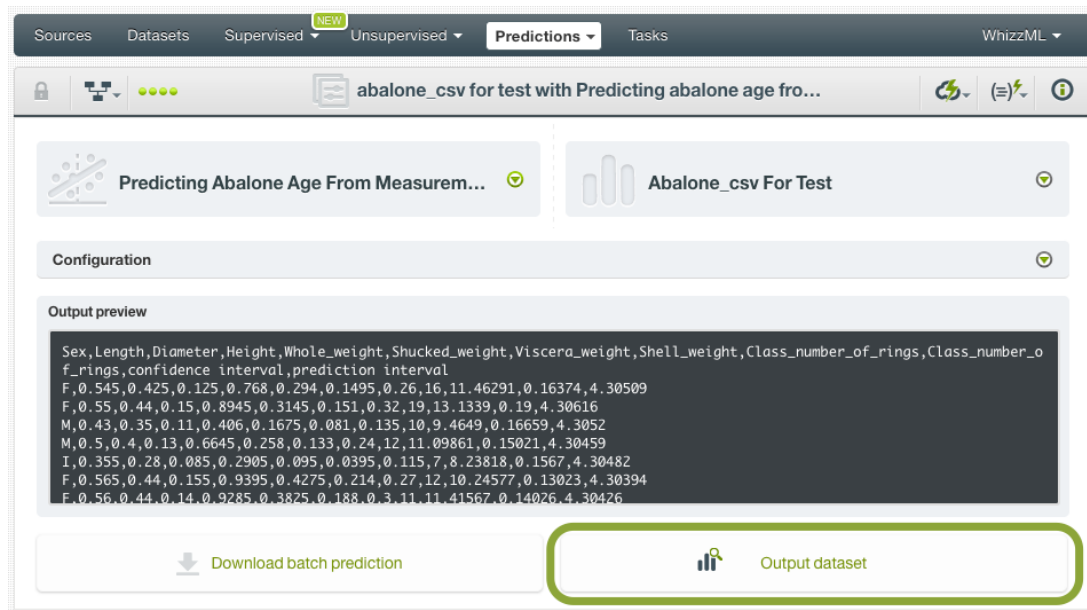 NEW
Sources Datasets Supervised Unsupervised Predictions Tasks WhizzML
abalone_csv for test with Predicting abalone age fro...
Predicting Abalone Age From Measurem... Abalone_csv For Test
Configuration
Output preview
Sex,Length,Diameter,Height,Whole_weight,Shucked_weight,Viscera_weight,Shell_weight,Class_number_of_rings,Class_number_o
f_rings,confidence interval,prediction interval
F,0.545,0.425,0.125,0.768,0.294,0.1495,0.26,16,11.46291,0.16374,4.30509
F,0.55,0.44,0.15,0.8945,0.3145,0.151,0.32,19,13.1339,0.19,4.30616
M,0.43,0.35,0.11,0.406,0.1675,0.081,0.135,10,9.4649,0.16659,4.3052
M,0.5,0.4,0.13,0.6645,0.258,0.133,0.24,12,11.09861,0.15021,4.30459
I,0.355,0.28,0.085,0.2905,0.095,0.0395,0.115,7,8.23818,0.1567,4.30482
F,0.565,0.44,0.155,0.9395,0.4275,0.214,0.27,12,10.24577,0.13023,4.30394
F,0.56,0.44,0.14,0.9285,0.3825,0.188,0.3,11,11.41567,0.14026,4.30426
Download batch prediction Output dataset